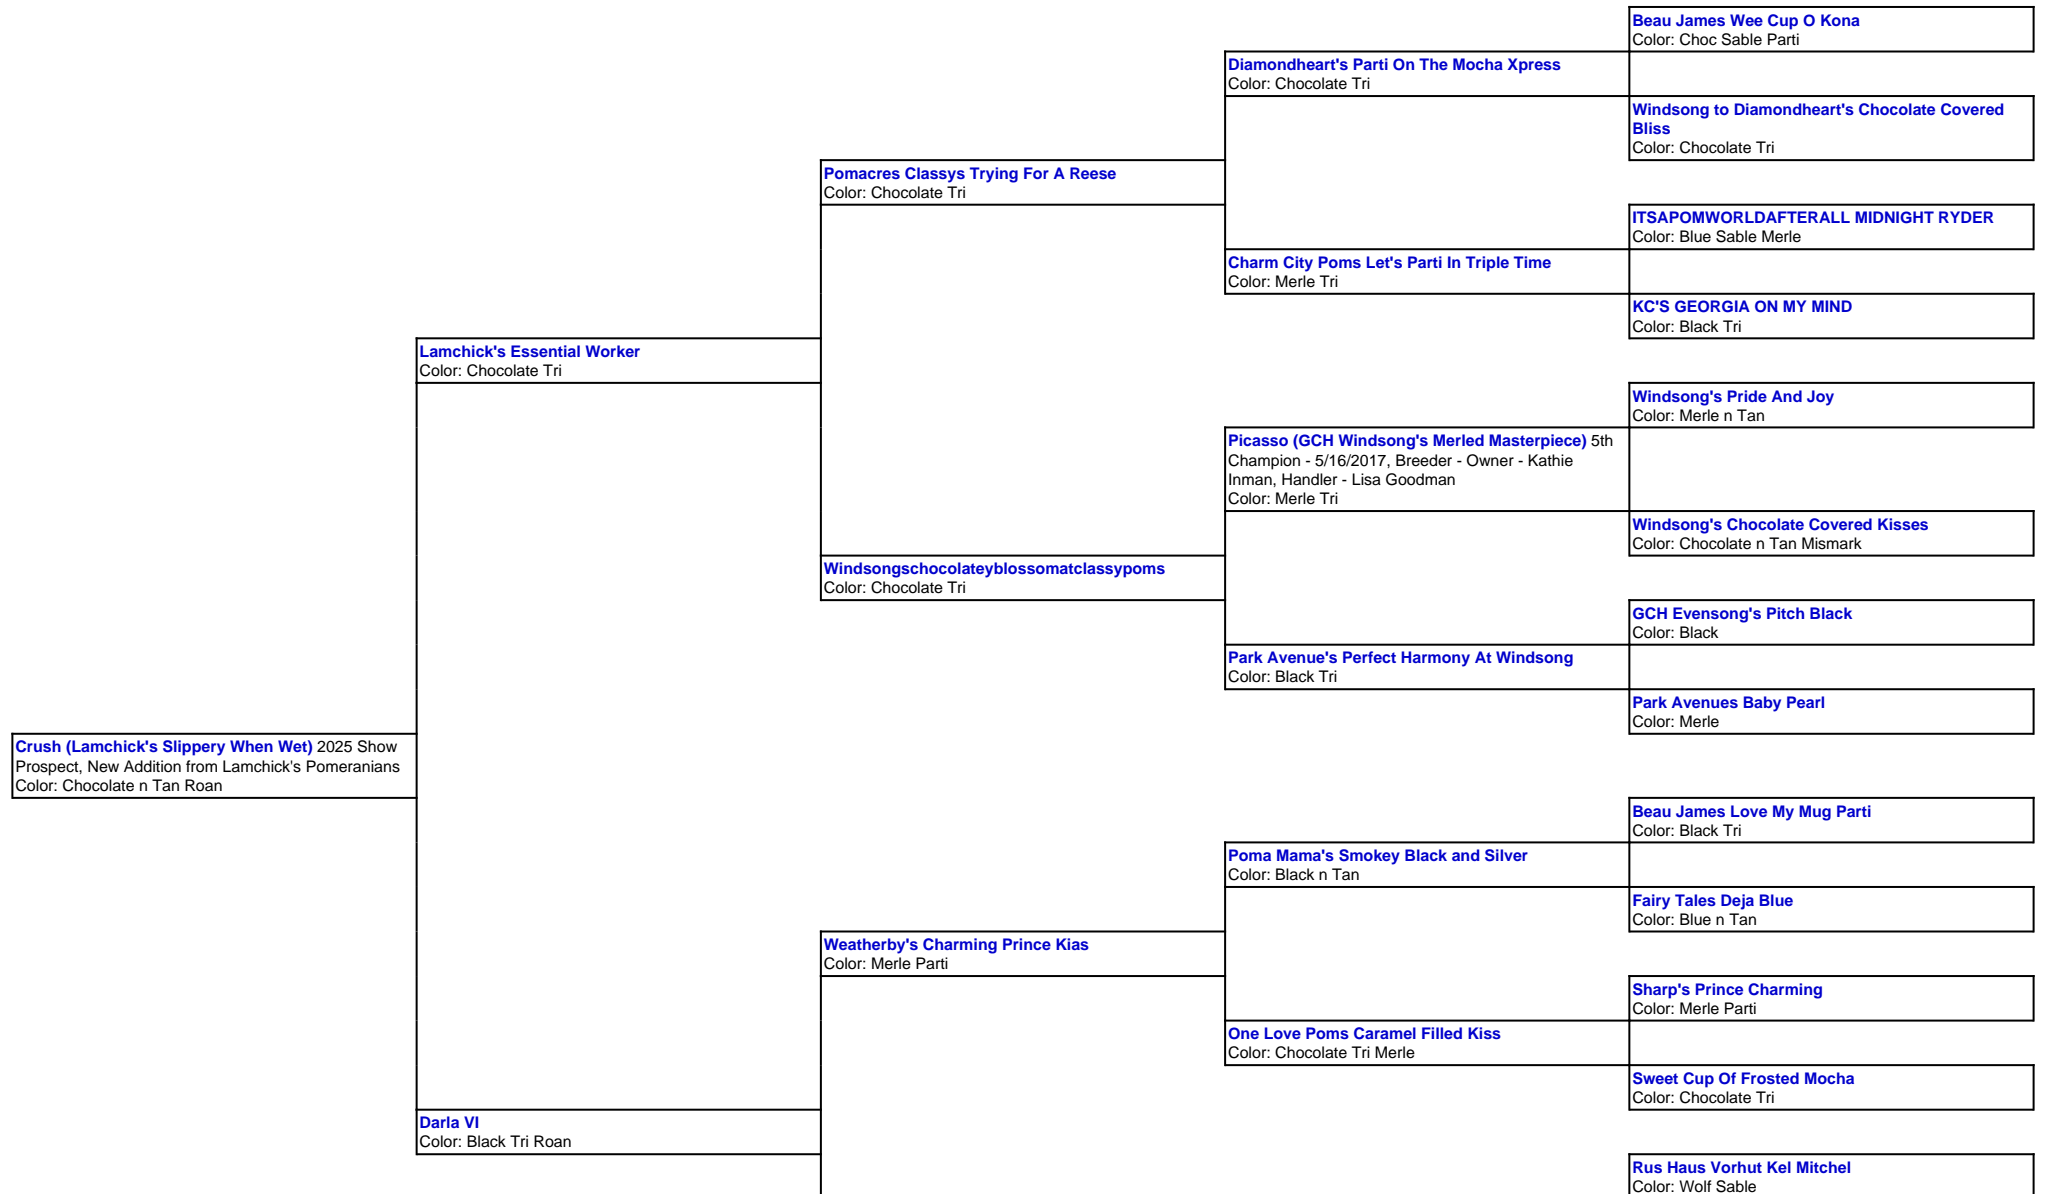 Beau James Wee Cup O Kona
Color: Choc Sable Parti
Diamondheart's Parti On The Mocha Xpress
Color: Chocolate Tri
Windsong to Diamondheart's Chocolate Covered
Bliss
Color: Chocolate Tri
Pomacres Classys Trying For A Reese
Color: Chocolate Tri
ITSAPOMWORLDAFTERALL MIDNIGHT RYDER
Color: Blue Sable Merle
Charm City Poms Let's Parti In Triple Time
Color: Merle Tri
KC'S GEORGIA ON MY MIND
Color: Black Tri
Lamchick's Essential Worker
Color: Chocolate Tri
Windsong's Pride And Joy
Color: Merle n Tan
Picasso (GCH Windsong's Merled Masterpiece) 5th
Champion - 5/16/2017, Breeder - Owner - Kathie
Inman, Handler - Lisa Goodman
Color: Merle Tri
Windsong's Chocolate Covered Kisses
Color: Chocolate n Tan Mismark
Windsongschocolateyblossomatclassypoms
Color: Chocolate Tri
GCH Evensong's Pitch Black
Color: Black
Park Avenue's Perfect Harmony At Windsong
Color: Black Tri
Park Avenues Baby Pearl
Color: Merle
Crush (Lamchick's Slippery When Wet) 2025 Show
Prospect, New Addition from Lamchick's Pomeranians
Color: Chocolate n Tan Roan
Beau James Love My Mug Parti
Color: Black Tri
Poma Mama's Smokey Black and Silver
Color: Black n Tan
Fairy Tales Deja Blue
Color: Blue n Tan
Weatherby's Charming Prince Kias
Color: Merle Parti
Sharp's Prince Charming
Color: Merle Parti
One Love Poms Caramel Filled Kiss
Color: Chocolate Tri Merle
Sweet Cup Of Frosted Mocha
Color: Chocolate Tri
Darla VI
Color: Black Tri Roan
Rus Haus Vorhut Kel Mitchel
Color: Wolf Sable